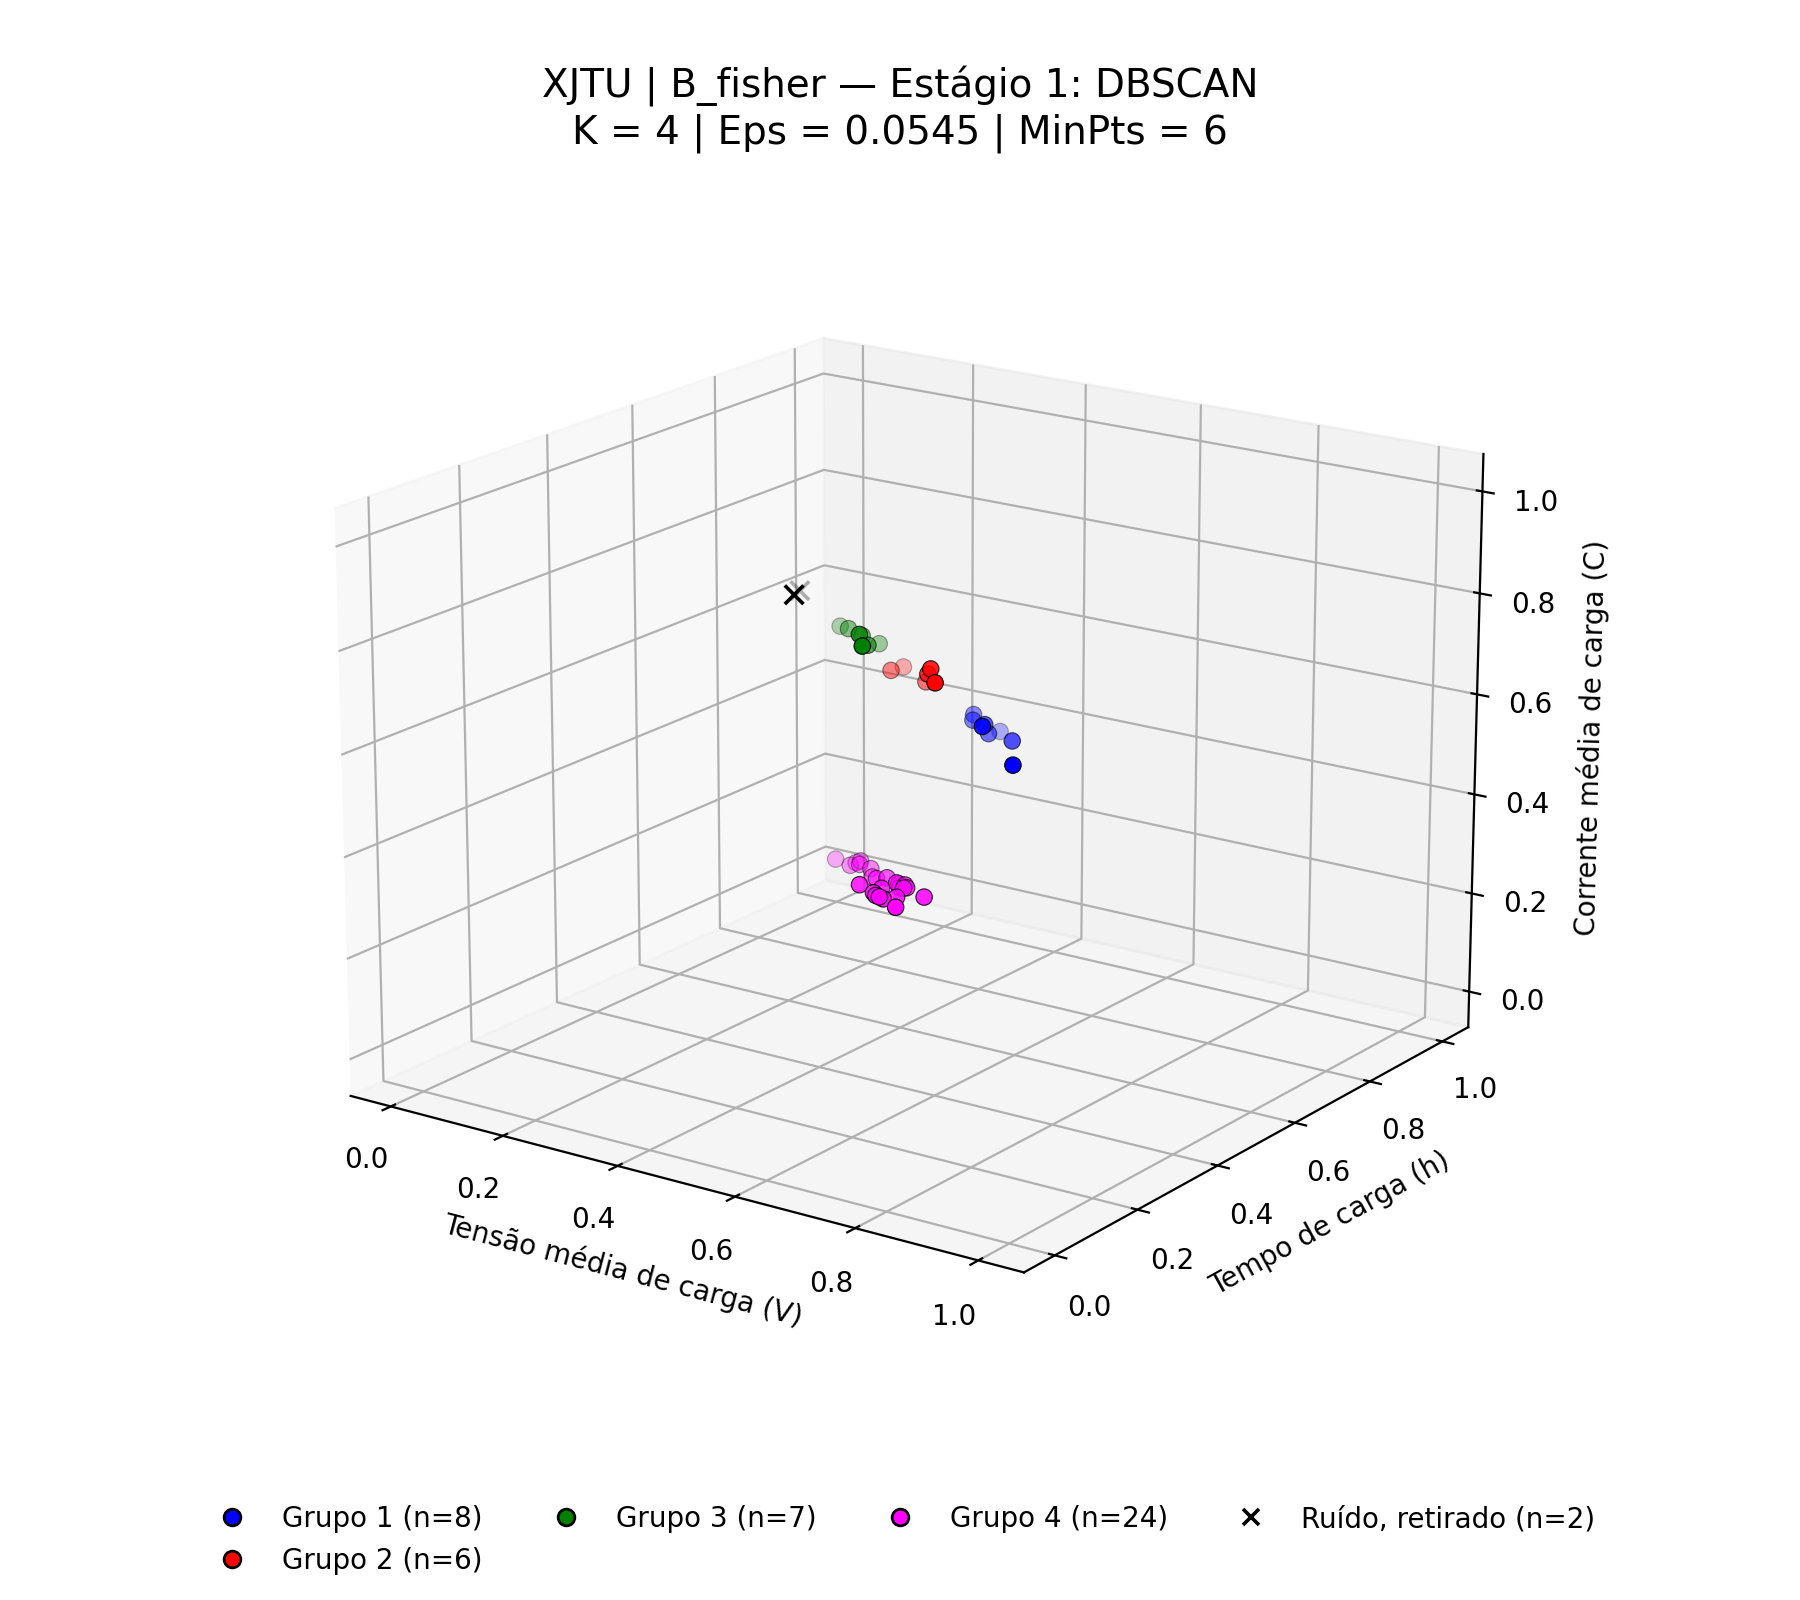 XJTU | B_fisher — Estágio 1: DBSCAN
K = 4 | Eps = 0.0545 | MinPts = 6
1.0
0.8
0.6
0.4
0.2
0.0
Corrente média de carga (C)
0.0
0.2
0.4
0.6
0.8
1.0
Tensão média de carga (V)
0.0
0.2
0.4
0.6
0.8
1.0
Tempo de carga (h)
Grupo 1 (n=8)
Grupo 2 (n=6)
Grupo 3 (n=7)
Grupo 4 (n=24)
Ruído, retirado (n=2)